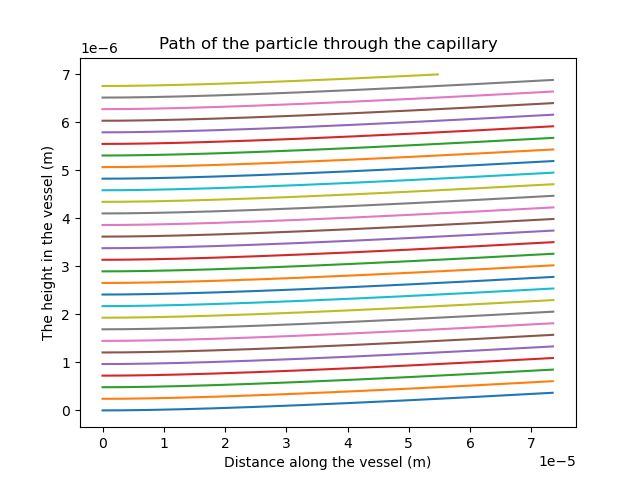 Path of the particle through the capillary
1e−6
7
6
5
4
3
2
1
0
The height in the vessel (m)
0 1 2 3 4 5 6 7
1e−5
Distance along the vessel (m)